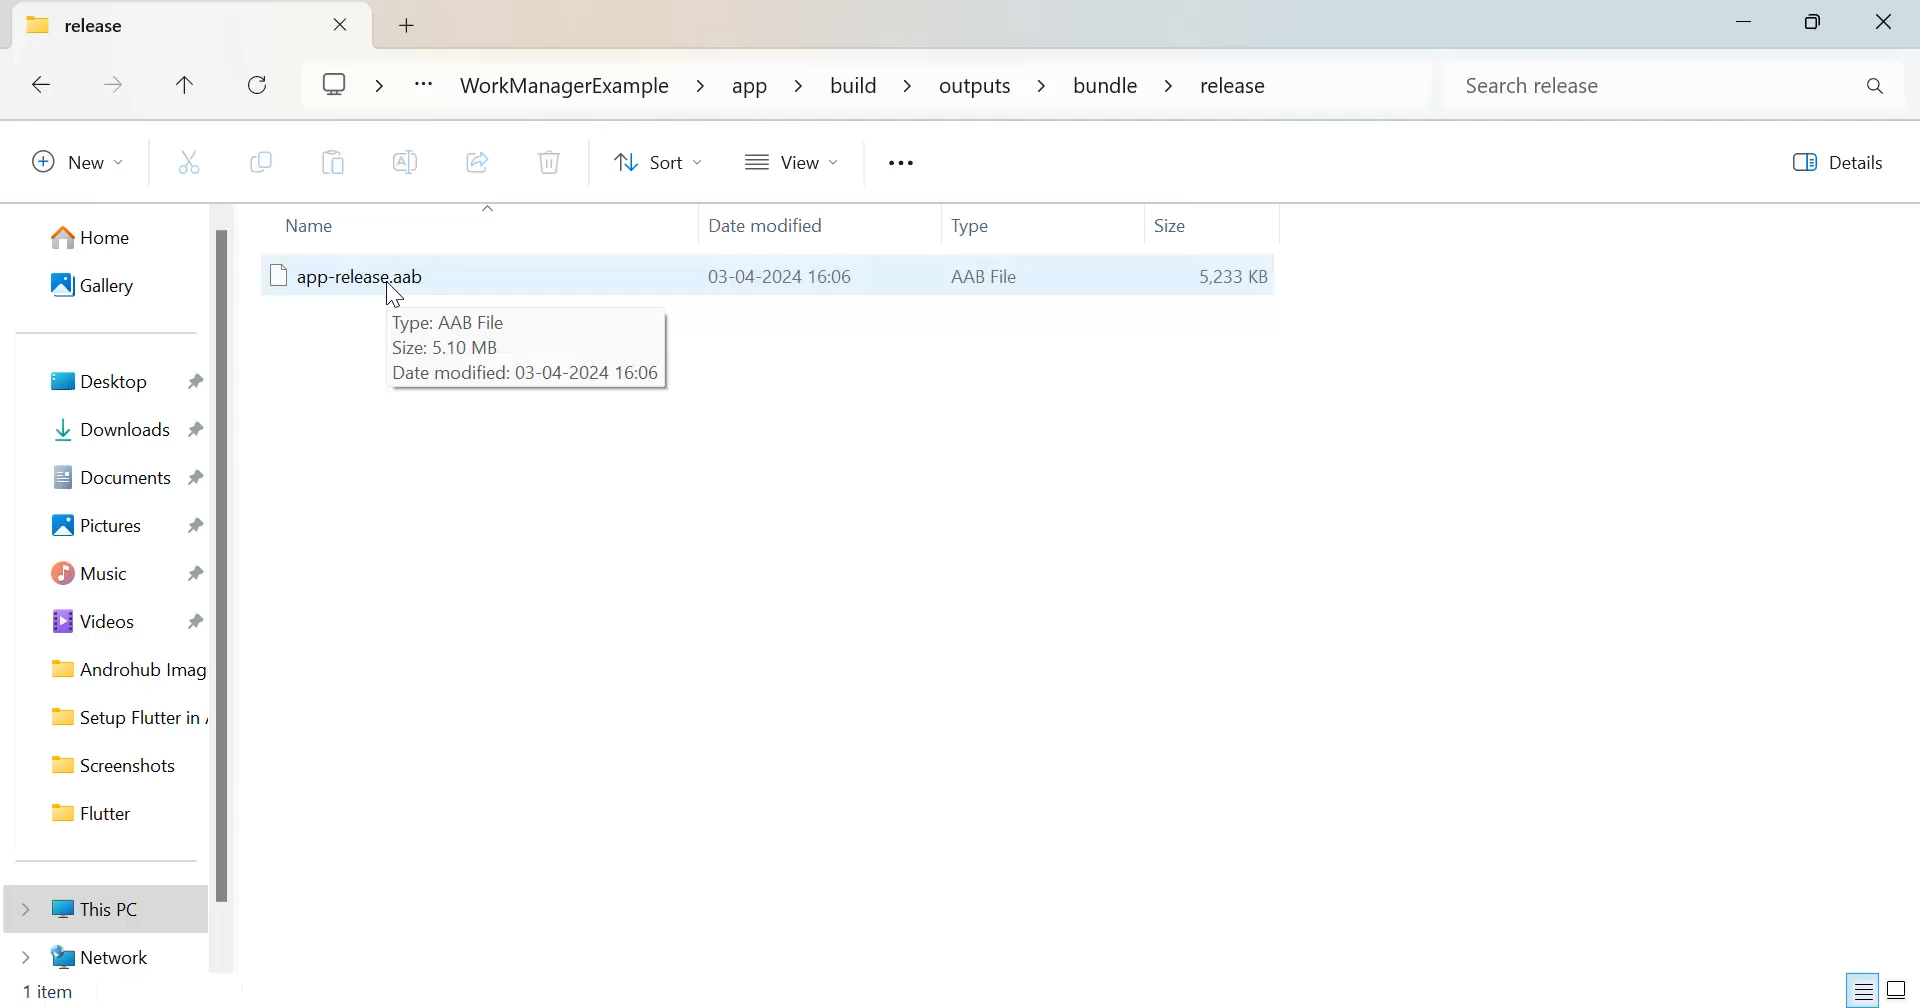 release
WorkManagerExample > app > build > outputs > bundle > release
Search release
New
Sort
View
Details
Name Date modified Type Size
app-release.aab 03-04-2024 16:06 AAB File 5,233 KB
Type: AAB File
Size: 5.10 MB
Date modified: 03-04-2024 16:06
Home
Gallery
Desktop
Downloads
Documents
Pictures
Music
Videos
Androhub Imag
Setup Flutter in
Screenshots
Flutter
This PC
Network
1 item